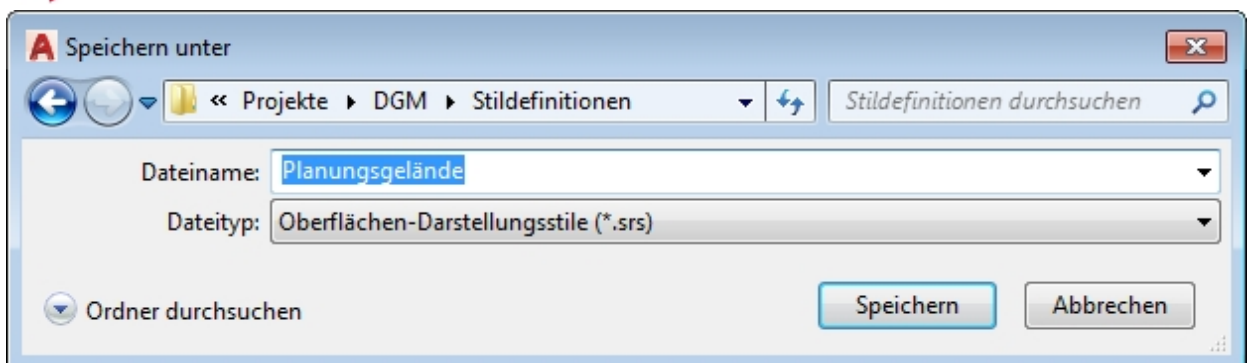 Speichern unter
« Projekte ▸ DGM ▸ Stildefinitionen Stildefinitionen durchsuchen
Dateiname: Planungsgelände
Dateityp: Oberflächen-Darstellungsstile (*.srs)
Ordner durchsuchen Speichern Abbrechen